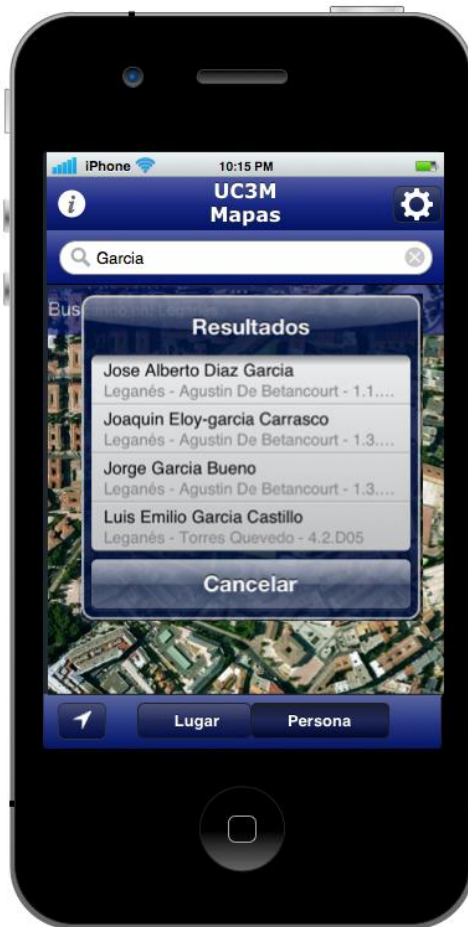 iPhone 10:15 PM
UC3M
Mapas
Garcia
Resultados
Jose Alberto Diaz Garcia
Leganés - Agustin De Betancourt - 1.1....
Joaquin Eloy-garcia Carrasco
Leganés - Agustin De Betancourt - 1.3....
Jorge Garcia Bueno
Leganés - Agustin De Betancourt - 1.3....
Luis Emilio Garcia Castillo
Leganés - Torres Quevedo - 4.2.D05
Cancelar
Lugar Persona